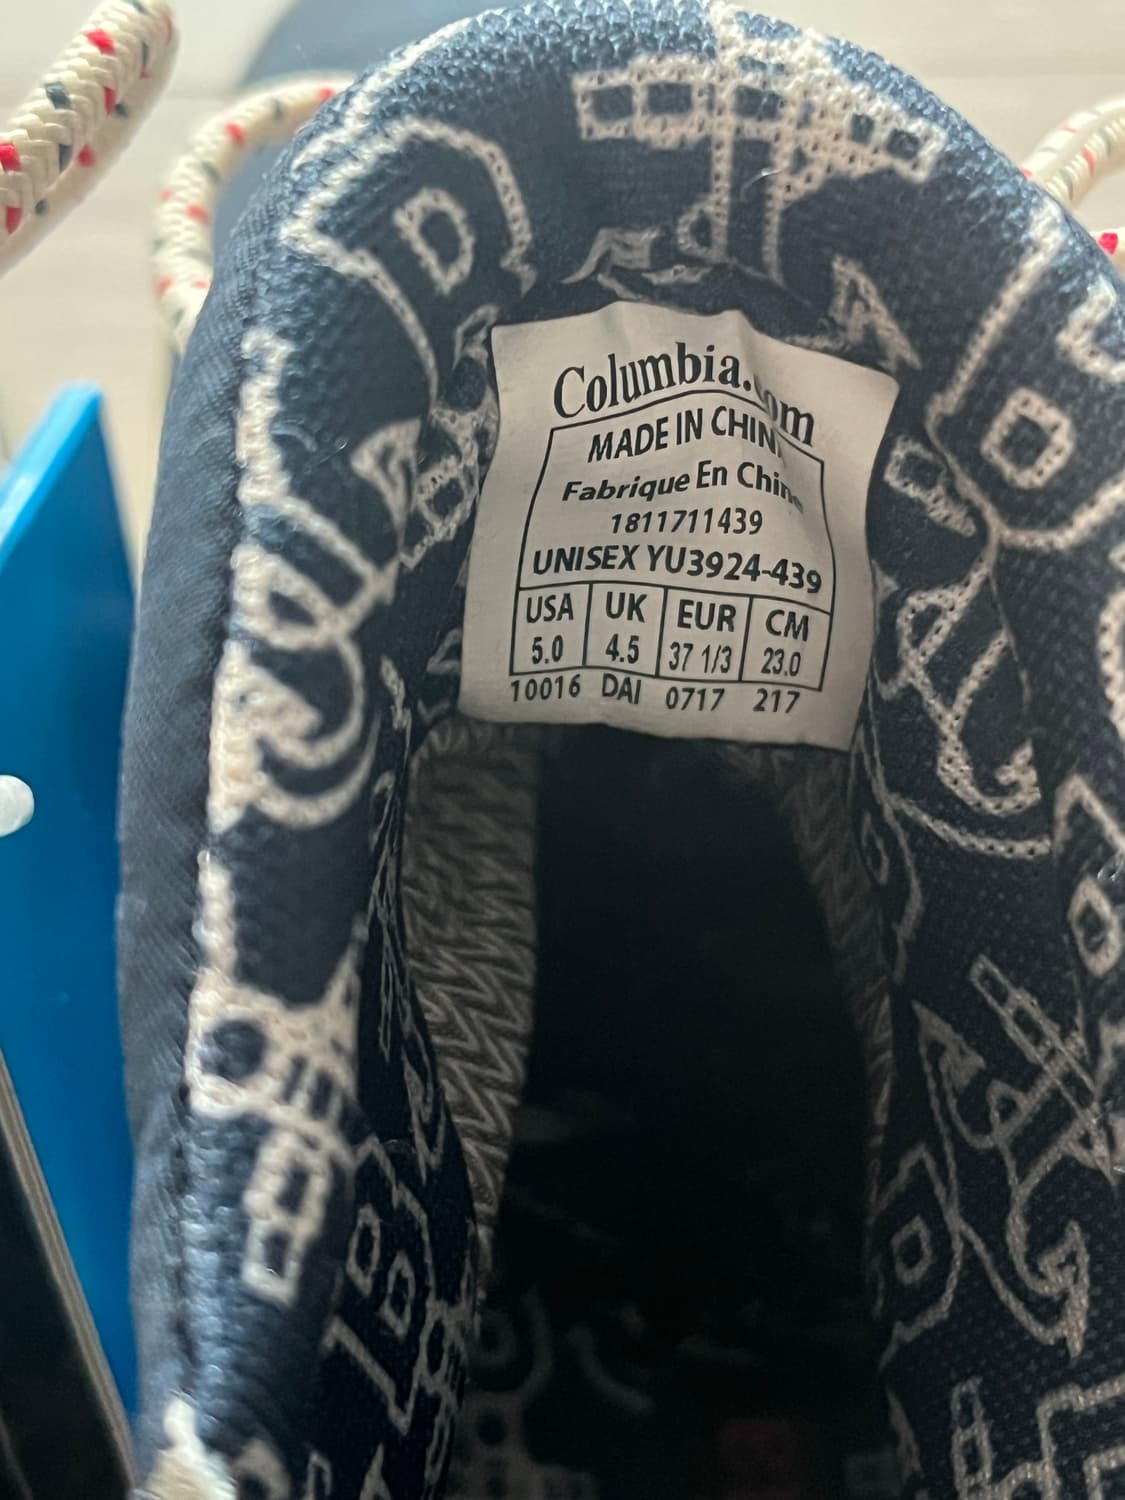 Columbia.com
MADE IN CHINA
Fabrique En Chine
1811711439
UNISEX YU3924-439
USA UK EUR CM
5.0 4.5 37 1/3 23.0
10016 DAI 0717 217